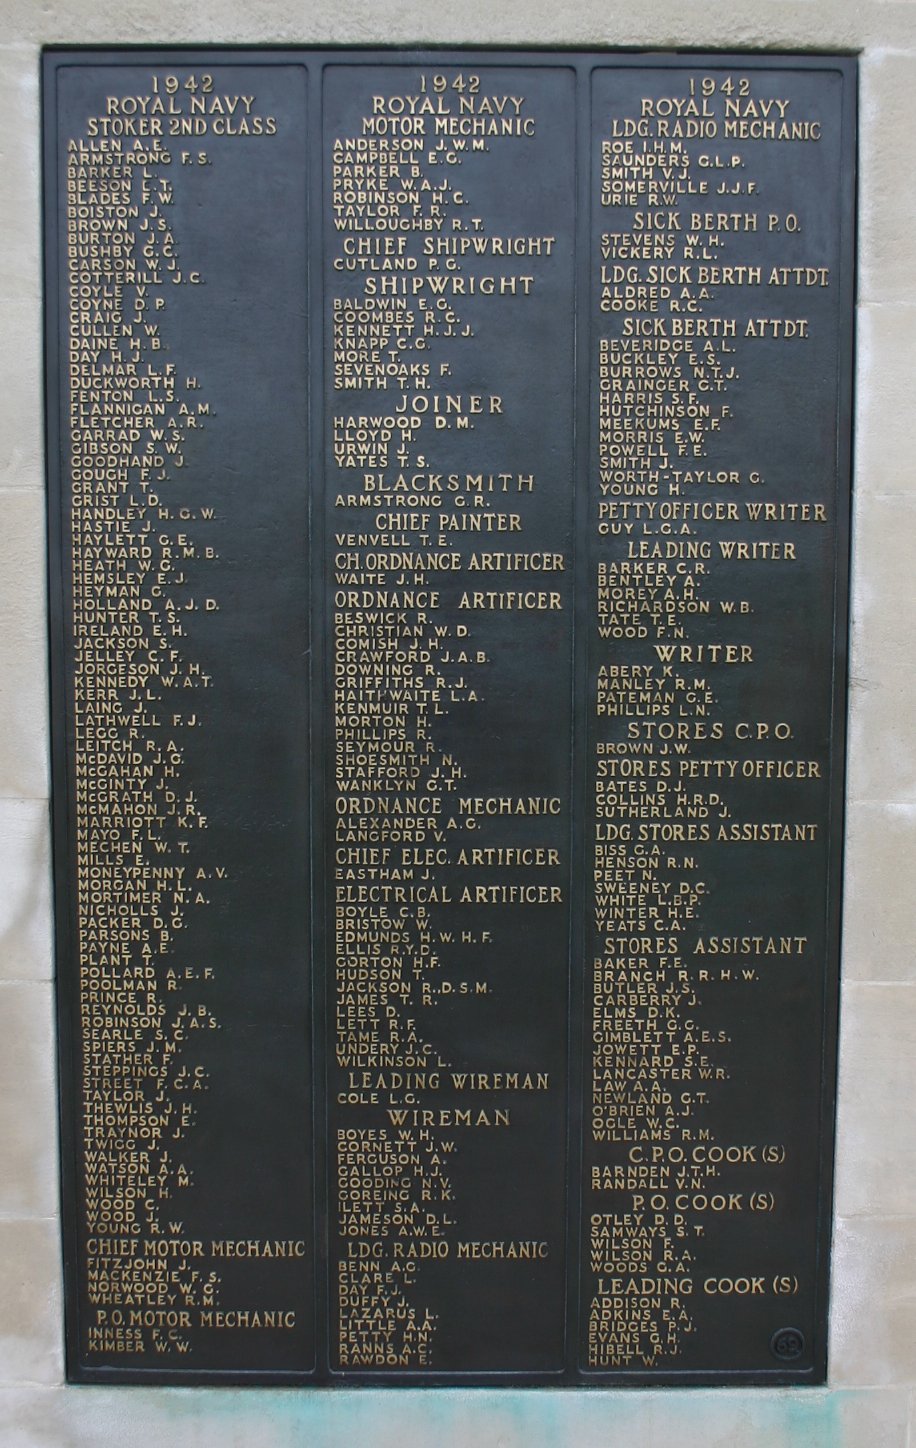 1942
ROYAL NAVY
STOKER 2ND CLASS
ALLEN A.E.
ARMSTRONG F.S.
BARKER L.
BEESON L.T.
BLADES F.W.
BOISTON J.
BROWN J.S.
BURTON J.A.
BUSHBY G.C.
CARSON W.J.
COTTERILL J.C.
COYLE V.
COYNE D.P.
CRAIG J.
CULLEN W.
DAINE H.B.
DAY H.J.
DELMAR L.F.
DUCKWORTH H.
FENTON L.S.
FLANNIGAN A.M.
FLETCHER A.R.
GARRAD W.S.
GIBSON S.W.
GOODHAND J.
GOUGH F.J.
GRANT T.
GRIST L.D.
HANDLEY H.G.W.
HASTIE J.
HAYLETT G.E.
HAYWARD R.M.B.
HEATH W.G.
HEMSLEY E.J.
HEYMAN G.
HOLLAND A.J.D.
HUNTER T.S.
IRELAND E.H.
JACKSON S.
JELLEY C.F.
JORGESON J.H.
KENNEDY W.A.T.
KERR J.L.
LAING J.
LATHWELL F.J.
LEGG R.
LEITCH R.A.
McDAVID J.G.
McGAHAN H.
McGINTY J.
McGRATH D.J.
McMAHON J.R.
MARRIOTT K.F.
MAYO F.L.
MECHEN W.T.
MILLS E.
MONEYPENNY A.V.
MORGAN H.L.
MORTIMER N.A.
NICHOLLS J.
PACKER D.G.
PARSONS B.
PAYNE A.E.
PLANT T.
POLLARD A.E.F.
POOLMAN R.
PRINCE R.
REYNOLDS J.B.
ROBINSON J.A.S.
SEARLE S.C.
SPIERS J.M.
STATHER F.
STEPPINGS J.C.
STREET F.C.A.
TAYLOR J.
THEWLIS J.H.
THOMPSON E.
TRAYNOR J.
TWIGG J.
WALKER J.
WATSON A.A.
WHITELEY M.
WILSON H.
WOOD C.
WOOD J.
YOUNG R.W.
CHIEF MOTOR MECHANIC
FITZJOHN J.
MACKENZIE F.S.
NORWOOD W.G.
WHEATLEY R.M.
P.O. MOTOR MECHANIC
INNESS F.C.
KIMBER W.W.
1942
ROYAL NAVY
MOTOR MECHANIC
ANDERSON J.W.M.
CAMPBELL E.G.
PARKER B.
PRYKE W.A.J.
ROBINSON H.C.
TAYLOR F.R.
WILLOUGHBY R.T.
CHIEF SHIPWRIGHT
CUTLAND P.G.
SHIPWRIGHT
BALDWIN E.G.
COOMBES R.C.
KENNETT H.J.J.
KNAPP C.G.
MORE T.
SEVENOAKS F.
SMITH T.H.
JOINER
HARWOOD D.M.
LLOYD H.
URWIN J.
YATES T.S.
BLACKSMITH
ARMSTRONG G.R.
CHIEF PAINTER
VENVELL T.E.
CH. ORDNANCE ARTIFICER
WAITE J.H.
ORDNANCE ARTIFICER
BESWICK R.
CHRISTIAN W.D.
COMISH J.H.
CRAWFORD J.A.B.
DOWNING R.
GRIFFITHS R.J.
HAITHWAITE L.A.
KENMUIR T.L.
MORTON H.
PHILLIPS R.
SEYMOUR R.
SHOESMITH N.
STAFFORD J.H.
WANKLYN G.T.
ORDNANCE MECHANIC
ALEXANDER A.G.
LANGFORD V.
CHIEF ELEC. ARTIFICER
EASTHAM J.
ELECTRICAL ARTIFICER
BOYLE C.B.
BRISTOW W.
EDMUNDS H.W.H.F.
ELLIS R.Y.D.
GORTON H.F.
HUDSON T.
JACKSON R.D.S.M.
JAMES T.R.
LEES D.
LETT R.F.
TAME R.A.
UNDERY J.C.
WILKINSON L.
LEADING WIREMAN
COLE L.G.
WIREMAN
BOYES W.H.
CORNETT J.W.
FERGUSON A.
GALLOP H.J.
GOODING N.V.
GOREING R.K.
ILETT S.A.
JAMESON D.L.
JONES A.W.E.
LDG. RADIO MECHANIC
BENN A.G.
CLARE L.
DAY F.J.
DUFFY J.
LAZARUS L.
LITTLE A.A.
PETTY H.N.
RANNS A.C.
RAWDON E.
1942
ROYAL NAVY
LDG. RADIO MECHANIC
ROE I.H.M.
SAUNDERS G.L.P.
SMITH V.J.
SOMERVILLE J.J.F.
URIE R.W.
SICK BERTH P.O.
STEVENS W.H.
VICKERY R.L.
LDG. SICK BERTH ATTDT.
ALDRED A.A.
COOKE R.C.
SICK BERTH ATTDT.
BEVERIDGE A.L.
BUCKLEY E.S.
BURROWS N.T.J.
GRAINGER G.T.
HARRIS S.F.
HUTCHINSON F.
MEEKUMS E.F.
MORRIS E.W.
POWELL F.E.
SMITH J.
WORTH-TAYLOR G.
YOUNG H.
PETTY OFFICER WRITER
GUY L.G.A.
LEADING WRITER
BARKER C.R.
BENTLEY A.
MOREY A.H.
RICHARDSON W.B.
TATE T.E.
WOOD F.N.
WRITER
ABERY K.
MANLEY R.M.
PATEMAN G.E.
PHILLIPS L.N.
STORES C.P.O.
BROWN J.W.
STORES PETTY OFFICER
BATES D.J.
COLLINS H.R.D.
SUTHERLAND J.
LDG. STORES ASSISTANT
BISS G.A.
HENSON R.N.
PEET N.
SWEENEY D.C.
WHITE L.B.P.
WINTER H.E.
YEATS C.A.
STORES ASSISTANT
BAKER F.E.
BRANCH R.R.H.W.
BUTLER J.S.
CARBERRY J.
ELMS D.K.
FREETH G.G.
GIMBLETT A.E.S.
JOWETT E.P.
KENNARD S.E.
LANCASTER W.R.
LAW A.A.
NEWLAND G.T.
O'BRIEN A.J.
OGLE W.C.
WILLIAMS R.M.
C.P.O. COOK (S)
BARNDEN J.T.H.
RANDALL V.N.
P.O. COOK (S)
OTLEY D.D.
SAMWAYS S.T.
WILSON F.
WILSON R.A.
WOODS G.A.
LEADING COOK (S)
ADDISON R.
ADKINS E.A.
BRIDGES P.J.
EVANS G.H.
HIBELL R.J.
HUNT W.